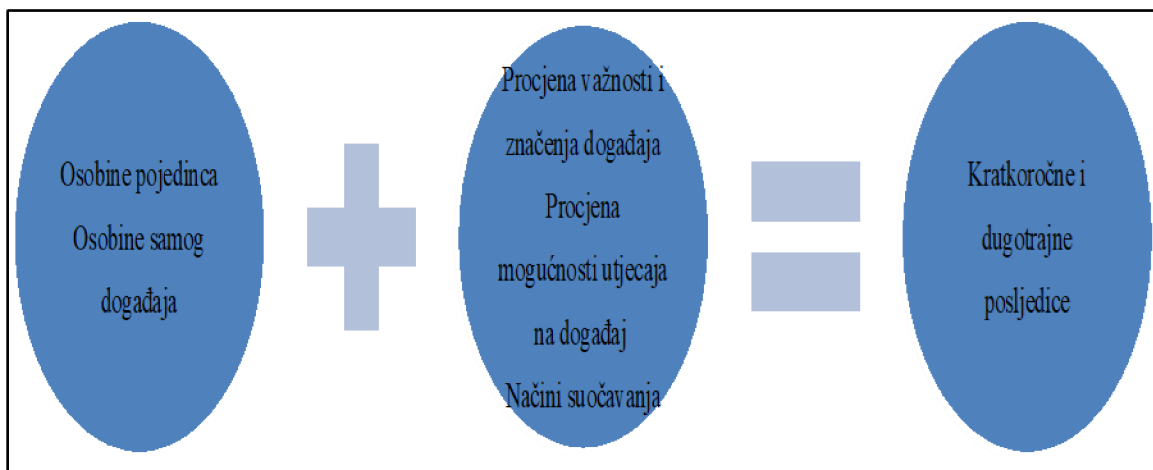 Osobine pojedinca
Osobine samog
događaja
Procjena važnosti i
značenja događaja
Procjena
mogućnosti utjecaja
na događaj
Načini suočavanja
Kratkoročne i
dugotrajne
posljedice